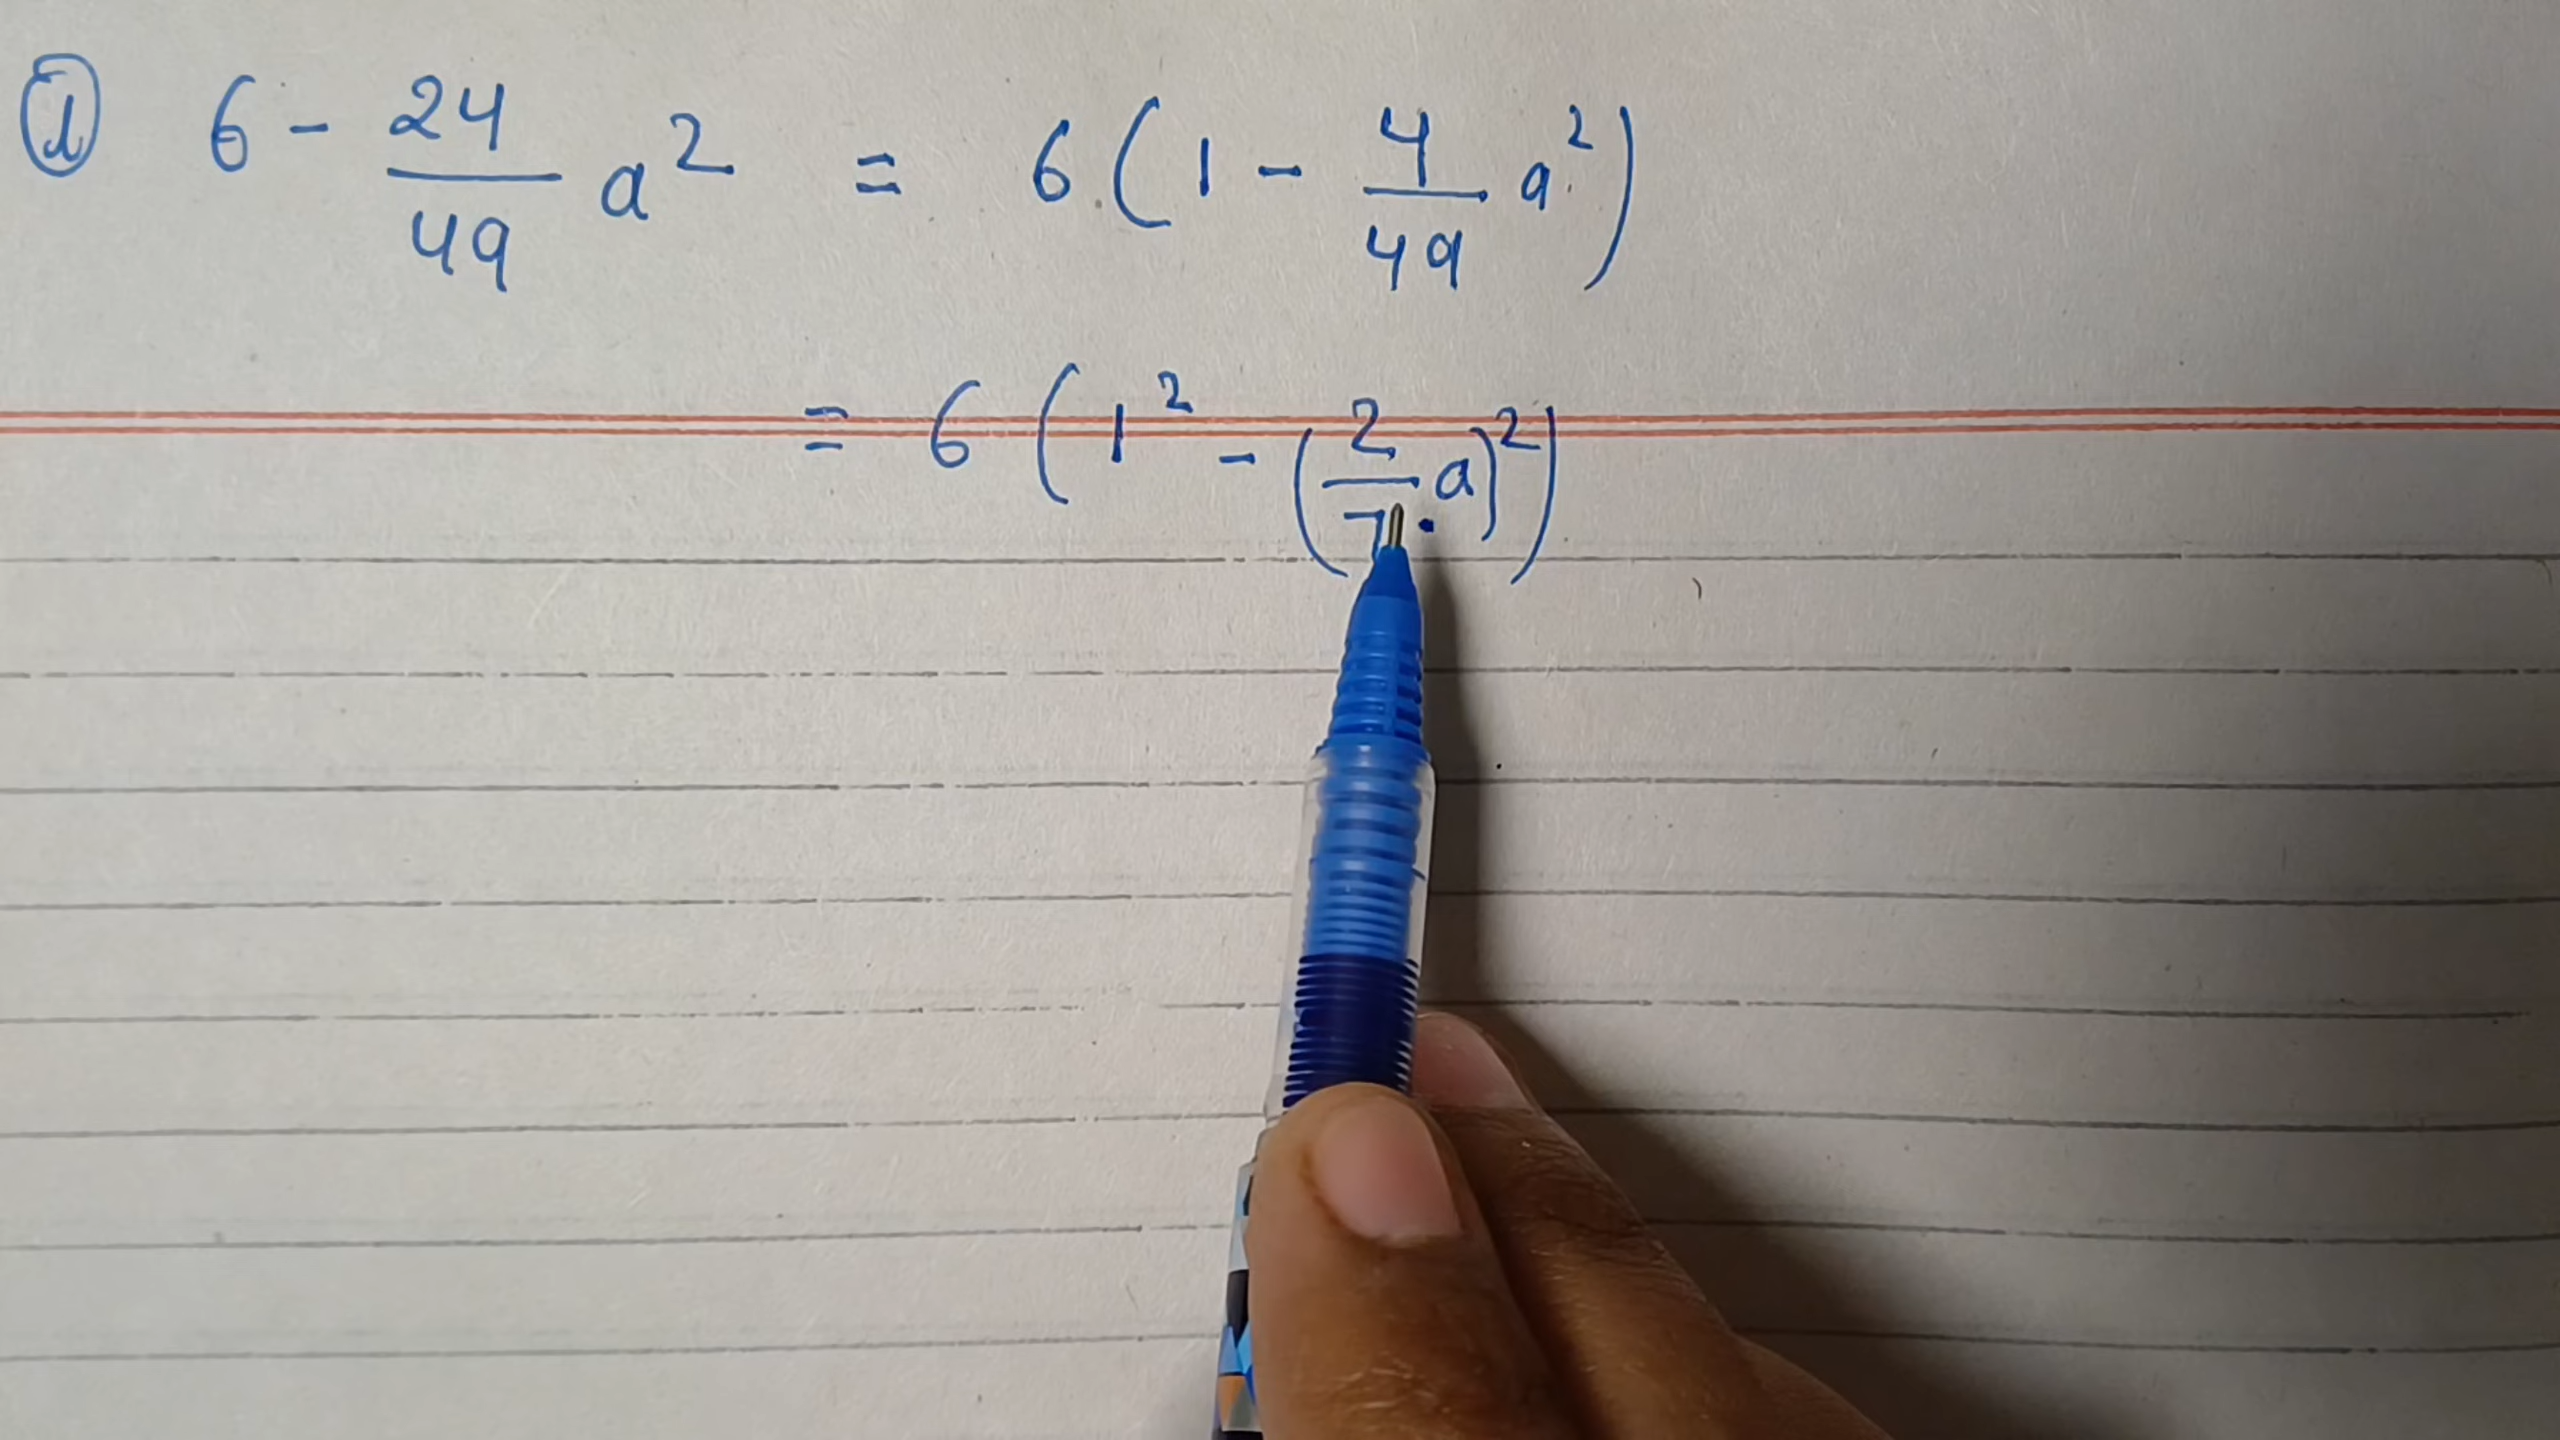 ⓓ 6 - 24/49 a² = 6(1 - 4/49 a²)
= 6(1² - (2/7 a)²)